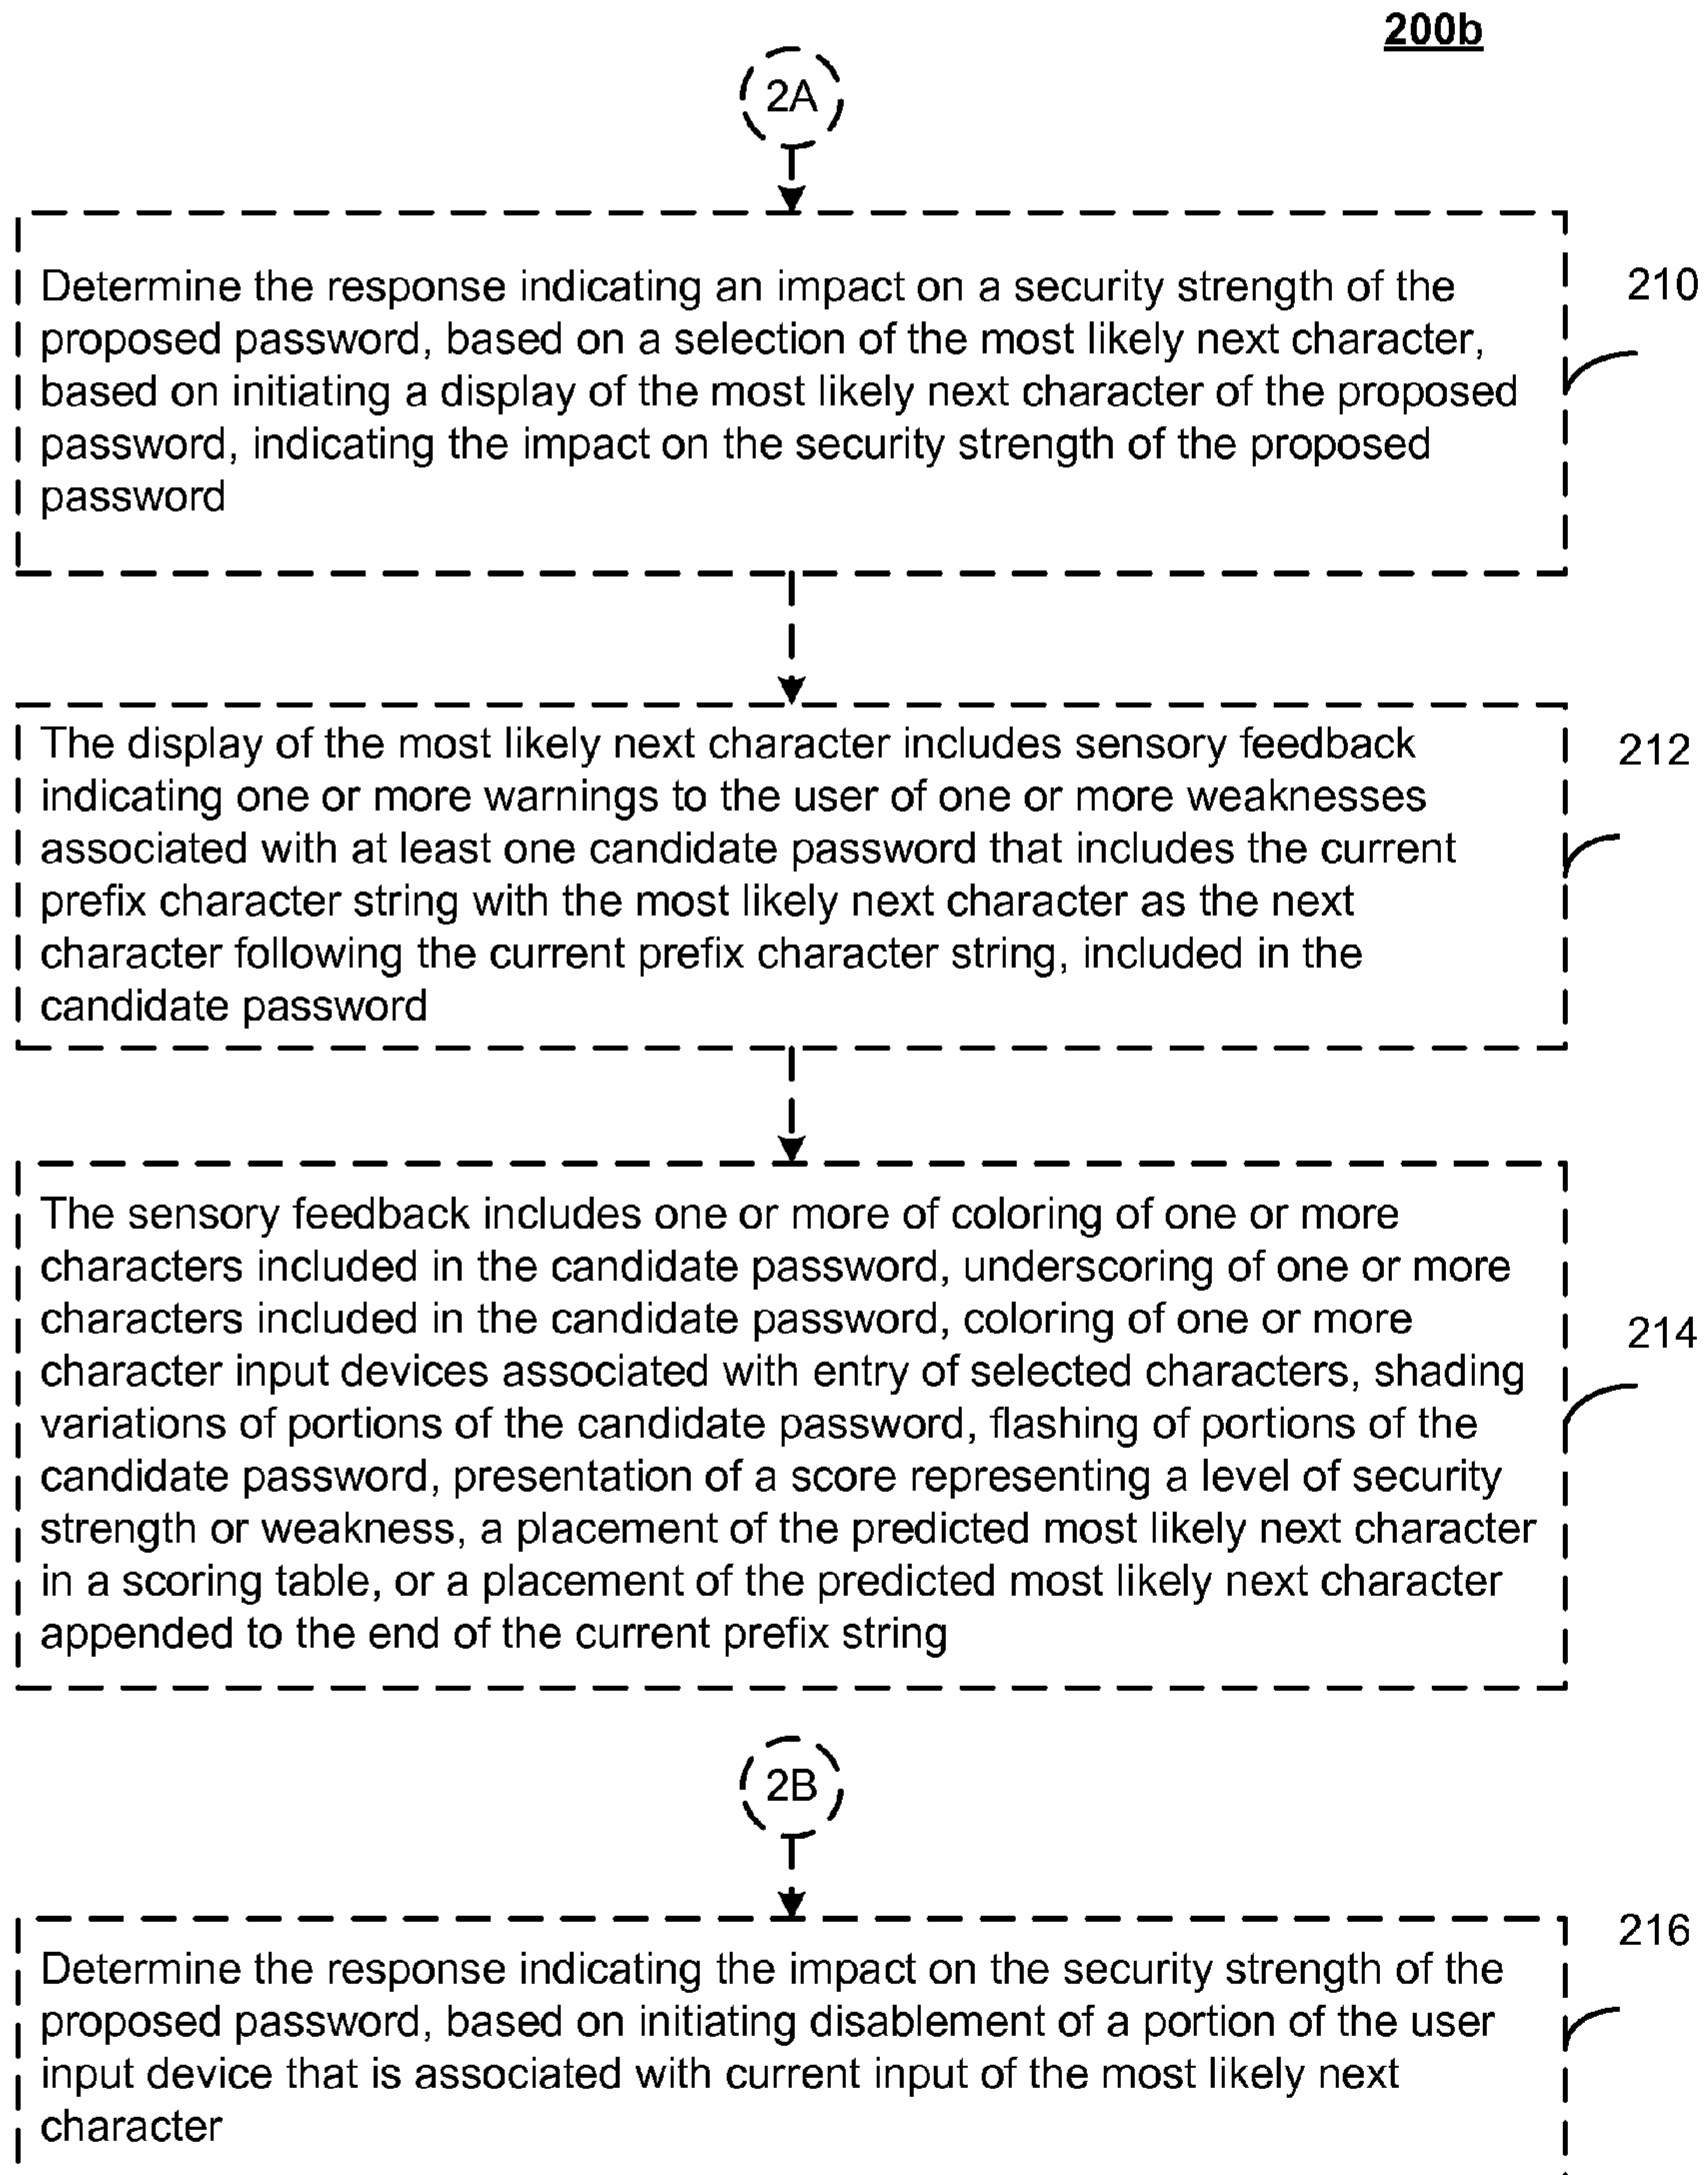 200b
2A
Determine the response indicating an impact on a security strength of the
proposed password, based on a selection of the most likely next character,
based on initiating a display of the most likely next character of the proposed
password, indicating the impact on the security strength of the proposed
password
210
The display of the most likely next character includes sensory feedback
indicating one or more warnings to the user of one or more weaknesses
associated with at least one candidate password that includes the current
prefix character string with the most likely next character as the next
character following the current prefix character string, included in the
candidate password
212
The sensory feedback includes one or more of coloring of one or more
characters included in the candidate password, underscoring of one or more
characters included in the candidate password, coloring of one or more
character input devices associated with entry of selected characters, shading
variations of portions of the candidate password, flashing of portions of the
candidate password, presentation of a score representing a level of security
strength or weakness, a placement of the predicted most likely next character
in a scoring table, or a placement of the predicted most likely next character
appended to the end of the current prefix string
214
2B
Determine the response indicating the impact on the security strength of the
proposed password, based on initiating disablement of a portion of the user
input device that is associated with current input of the most likely next
character
216